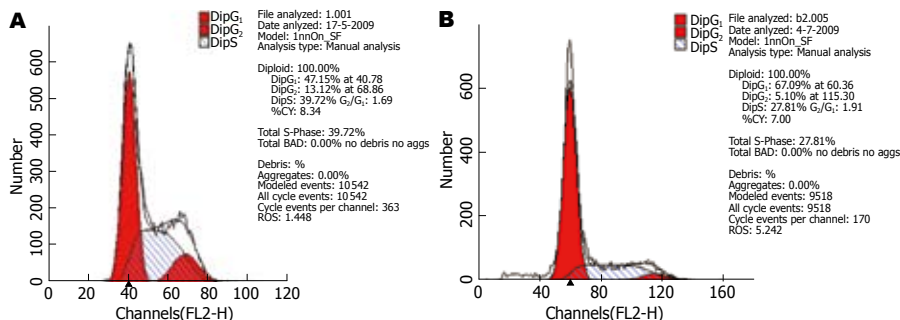 A
DipG1
DipG2
DipS
File analyzed: 1.001
Date analyzed: 17-5-2009
Model: 1nnOn_SF
Analysis type: Manual analysis
Diploid: 100.00%
DipG1: 47.15% at 40.78
DipG2: 13.12% at 68.86
DipS: 39.72% G2/G1: 1.69
%CY: 8.34
Total S-Phase: 39.72%
Total BAD: 0.00% no debris no aggs
Debris: %
Aggregates: 0.00%
Modeled events: 10542
All cycle events: 10542
Cycle events per channel: 363
ROS: 1.448
Number
600
500
400
300
200
100
0
0 40 60 80 120
Channels(FL2-H)
B
DipG1
DipG2
DipS
File anyalyzed: b2.005
Date anlyzed: 4-7-2009
Model: 1nnOn_SF
Analysis type: Manual analysis
Diploid: 100.00%
DipG1: 67.09% at 60.36
DipG2: 5.10% at 115.30
DipS: 27.81% G2/G1: 1.91
%CY: 7.00
Total S-Phase: 27.81%
Total BAD: 0.00% no debris no aggs
Debris: %
Aggregates: 0.00%
Modeled events: 9518
All cycle events: 9518
Cycle events per channel: 170
ROS: 5.242
Number
600
400
200
0
0 40 80 120 160
Channels(FL2-H)